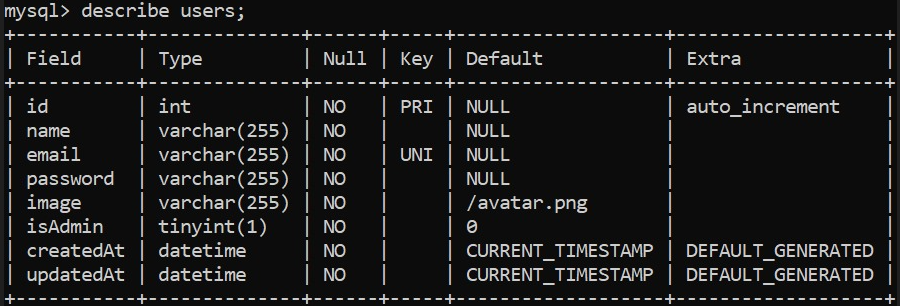 mysql> describe users;
+-----------+--------------+------+-----+-------------------+-------------------+
| Field     | Type         | Null | Key | Default           | Extra             |
+-----------+--------------+------+-----+-------------------+-------------------+
| id        | int          | NO   | PRI | NULL              | auto_increment    |
| name      | varchar(255) | NO   |     | NULL              |                   |
| email     | varchar(255) | NO   | UNI | NULL              |                   |
| password  | varchar(255) | NO   |     | NULL              |                   |
| image     | varchar(255) | NO   |     | /avatar.png       |                   |
| isAdmin   | tinyint(1)   | NO   |     | 0                 |                   |
| createdAt | datetime     | NO   |     | CURRENT_TIMESTAMP | DEFAULT_GENERATED |
| updatedAt | datetime     | NO   |     | CURRENT_TIMESTAMP | DEFAULT_GENERATED |
+-----------+--------------+------+-----+-------------------+-------------------+